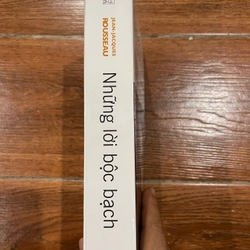 JEAN-JACQUES
ROUSSEAU
Những lời bộc bạch